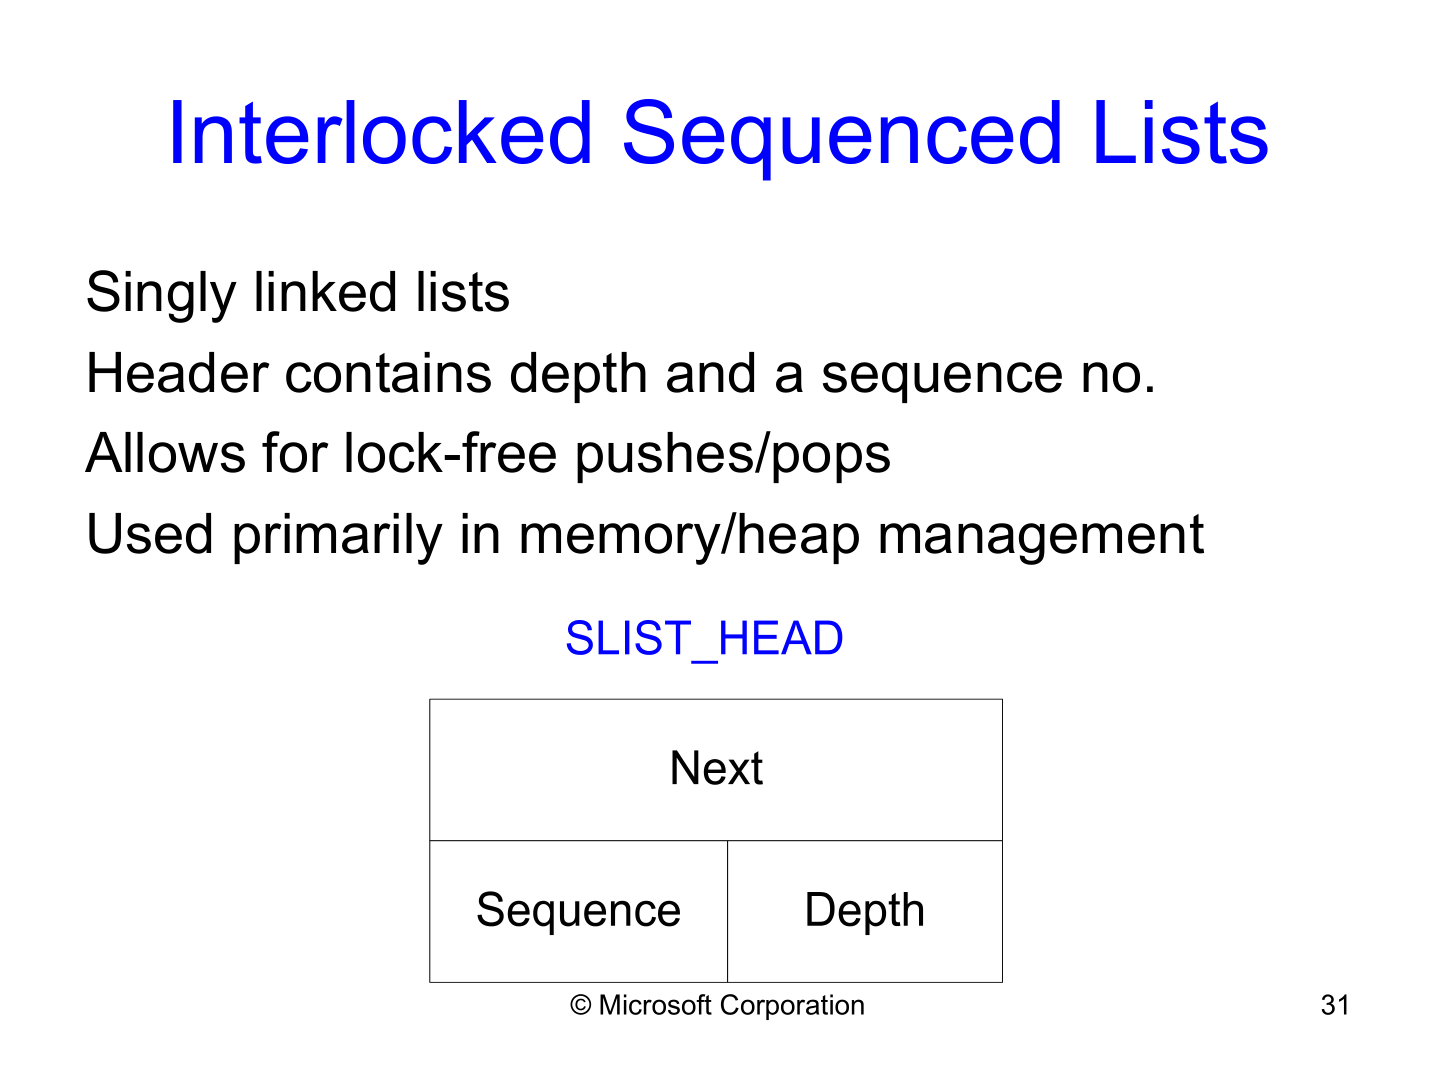 Interlocked Sequenced Lists
Singly linked lists
Header contains depth and a sequence no.
Allows for lock-free pushes/pops
Used primarily in memory/heap management
SLIST_HEAD
Next
Sequence Depth
© Microsoft Corporation 31